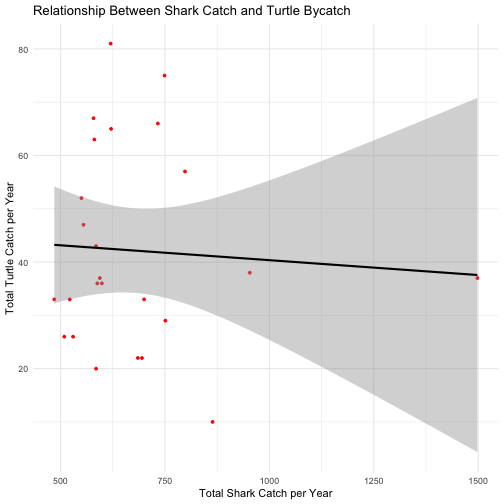 Relationship Between Shark Catch and Turtle Bycatch
Total Turtle Catch per Year
80
60
40
20
500 750 1000 1250 1500
Total Shark Catch per Year